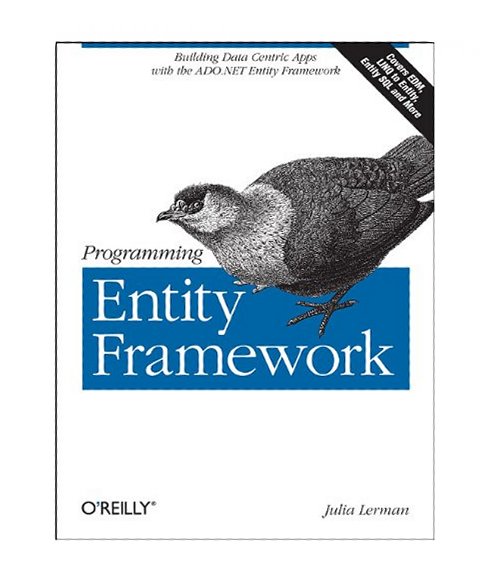 Building Data Centric Apps
with the ADO.NET Entity Framework
Covers EDM,
LINQ to Entity,
Entity SQL and More
Programming
Entity
Framework
O'REILLY®
Julia Lerman